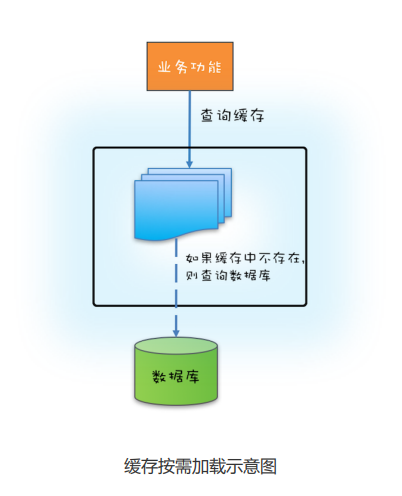 业务功能
查询缓存
如果缓存中不存在,
则查询数据库
数据库
缓存按需加载示意图